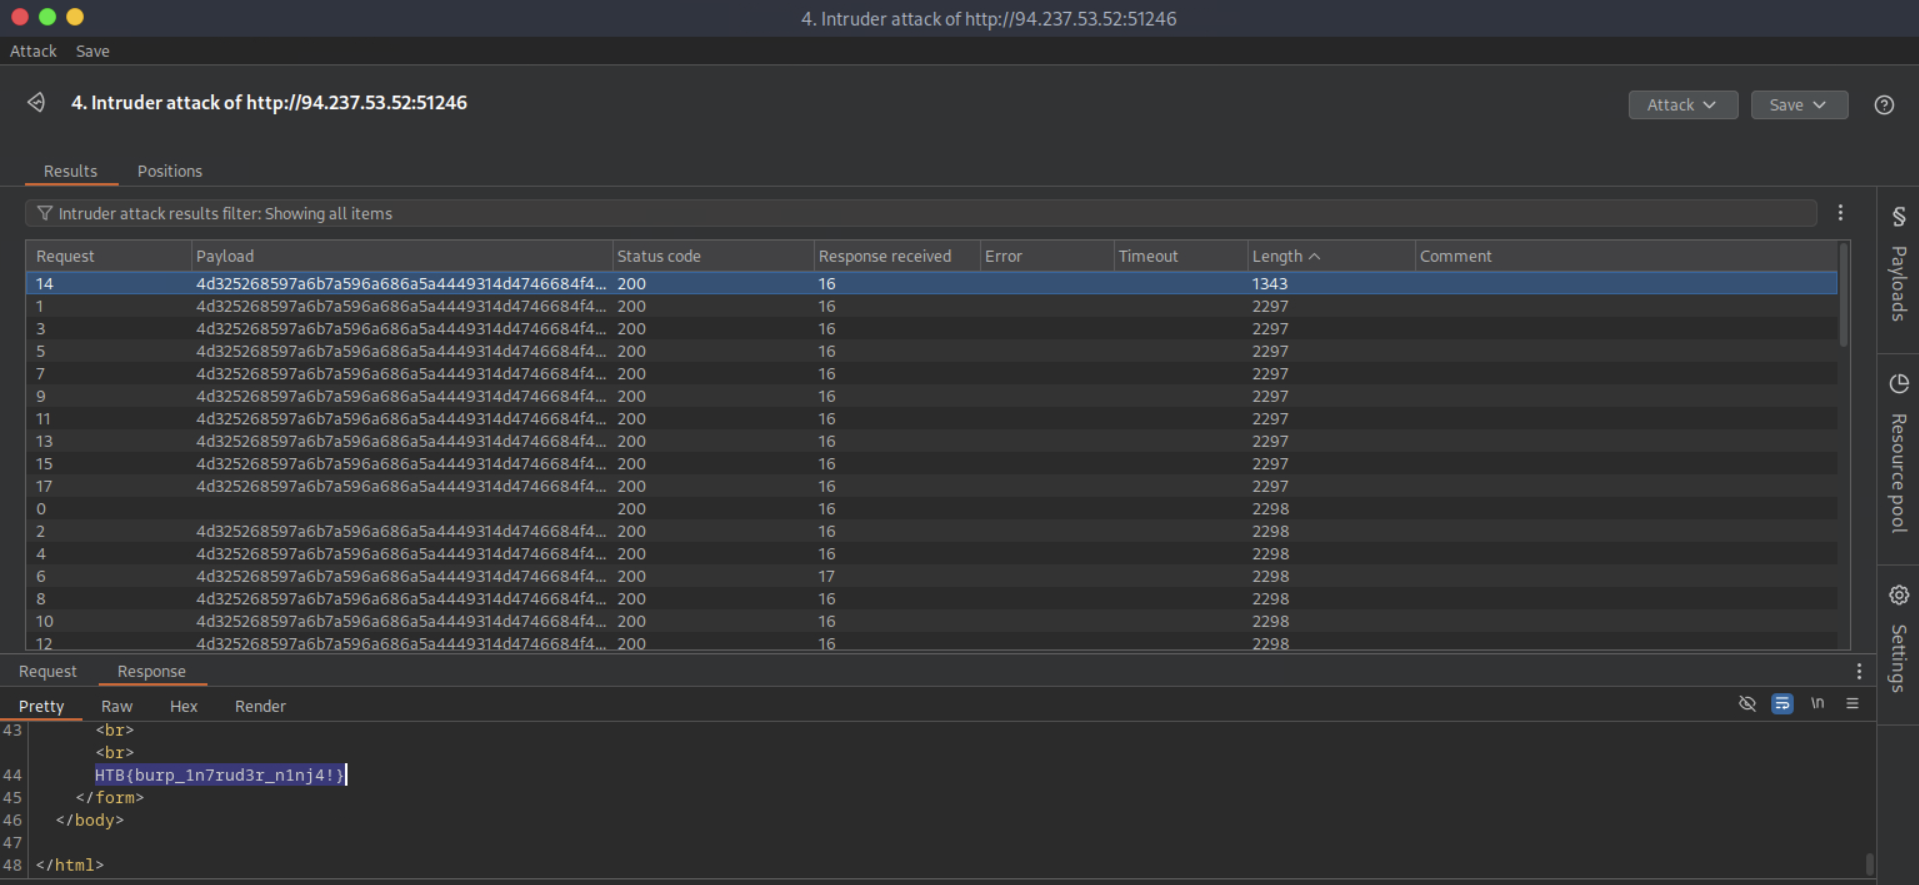 4. Intruder attack of http://94.237.53.52:51246
Attack Save
4. Intruder attack of http://94.237.53.52:51246
Attack Save
Results Positions
Intruder attack results filter: Showing all items
Request Payload Status code Response received Error Timeout Length Comment
14 4d325268597a6b7a596a686a5a4449314d4746684f4... 200 16 1343
1 4d325268597a6b7a596a686a5a4449314d4746684f4... 200 16 2297
3 4d325268597a6b7a596a686a5a4449314d4746684f4... 200 16 2297
5 4d325268597a6b7a596a686a5a4449314d4746684f4... 200 16 2297
7 4d325268597a6b7a596a686a5a4449314d4746684f4... 200 16 2297
9 4d325268597a6b7a596a686a5a4449314d4746684f4... 200 16 2297
11 4d325268597a6b7a596a686a5a4449314d4746684f4... 200 16 2297
13 4d325268597a6b7a596a686a5a4449314d4746684f4... 200 16 2297
15 4d325268597a6b7a596a686a5a4449314d4746684f4... 200 16 2297
17 4d325268597a6b7a596a686a5a4449314d4746684f4... 200 16 2297
0 200 16 2298
2 4d325268597a6b7a596a686a5a4449314d4746684f4... 200 16 2298
4 4d325268597a6b7a596a686a5a4449314d4746684f4... 200 16 2298
6 4d325268597a6b7a596a686a5a4449314d4746684f4... 200 17 2298
8 4d325268597a6b7a596a686a5a4449314d4746684f4... 200 16 2298
10 4d325268597a6b7a596a686a5a4449314d4746684f4... 200 16 2298
12 4d325268597a6b7a596a686a5a4449314d4746684f4... 200 16 2298
Payloads
Resource pool
Settings
Request Response
Pretty Raw Hex Render
\n
43 <br>
<br>
44 HTB{burp_1n7rud3r_n1nj4!}
45 </form>
46 </body>
47
48 </html>